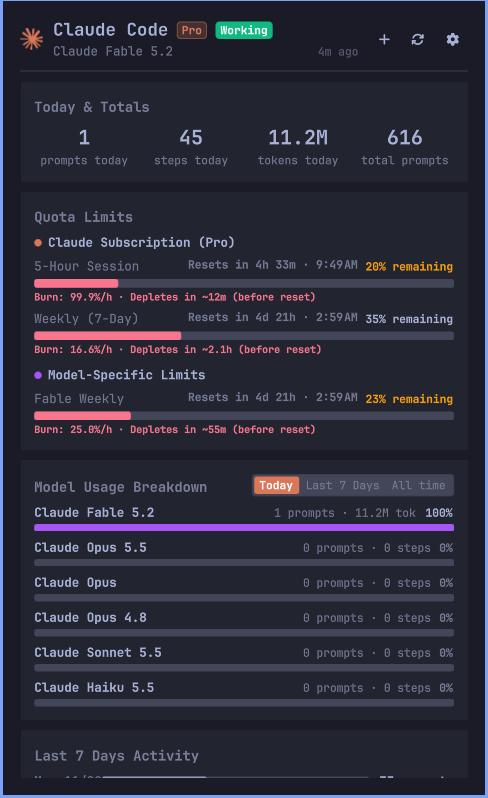 Claude Code Pro Working
Claude Fable 5.2 4m ago
Today & Totals
1 45 11.2M 616
prompts today steps today tokens today total prompts
Quota Limits
Claude Subscription (Pro)
5-Hour Session Resets in 4h 33m · 9:49AM 20% remaining
Burn: 99.9%/h · Depletes in ~12m (before reset)
Weekly (7-Day) Resets in 4d 21h · 2:59AM 35% remaining
Burn: 16.6%/h · Depletes in ~2.1h (before reset)
Model-Specific Limits
Fable Weekly Resets in 4d 21h · 2:59AM 23% remaining
Burn: 25.0%/h · Depletes in ~55m (before reset)
Model Usage Breakdown Today Last 7 Days All time
Claude Fable 5.2 1 prompts · 11.2M tok 100%
Claude Opus 5.5 0 prompts · 0 steps 0%
Claude Opus 0 prompts · 0 steps 0%
Claude Opus 4.8 0 prompts · 0 steps 0%
Claude Sonnet 5.5 0 prompts · 0 steps 0%
Claude Haiku 5.5 0 prompts · 0 steps 0%
Last 7 Days Activity